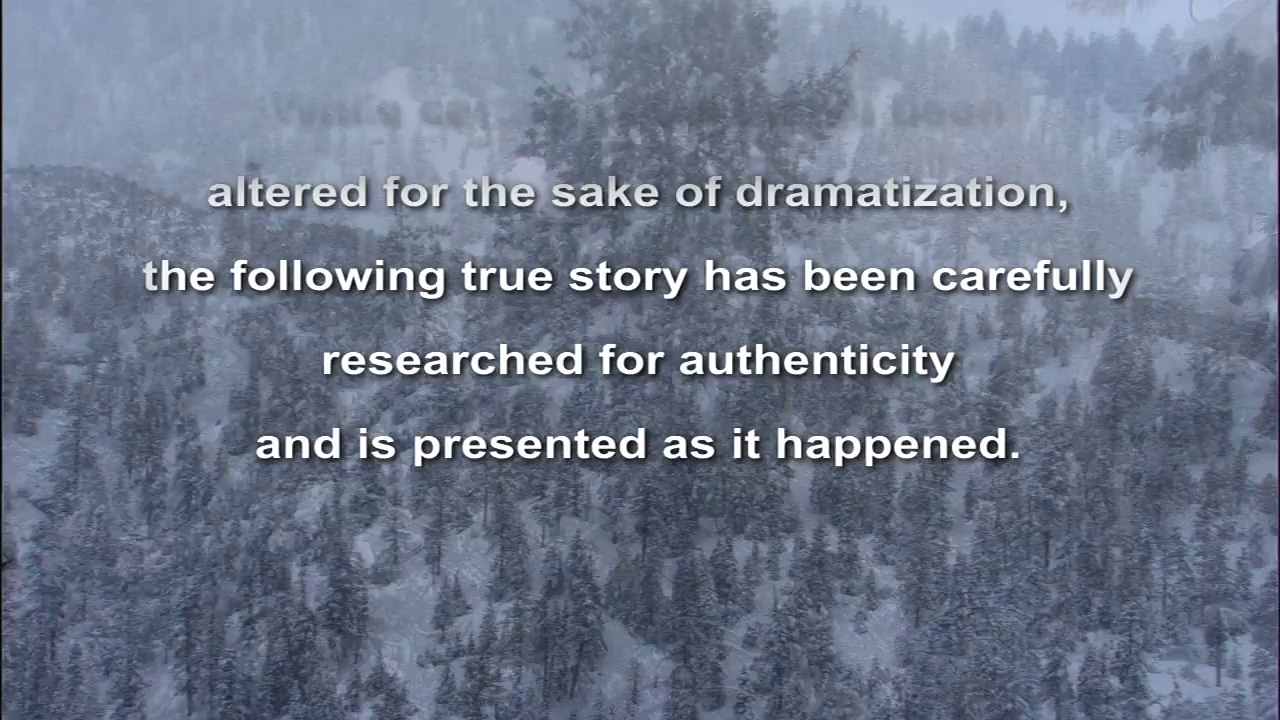 altered for the sake of dramatization,
the following true story has been carefully
researched for authenticity
and is presented as it happened.